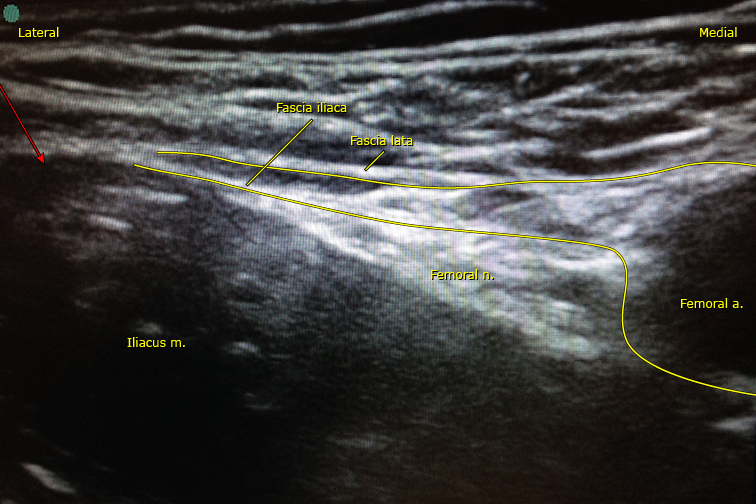 Lateral
Medial
Fascia iliaca
Fascia lata
Femoral n.
Femoral a.
Iliacus m.